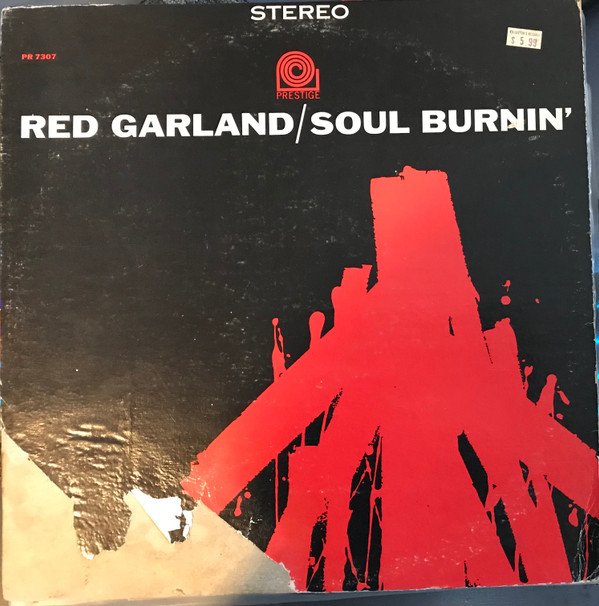 STEREO
PR 7307
$ 5.99
PRESTIGE
RED GARLAND/SOUL BURNIN'